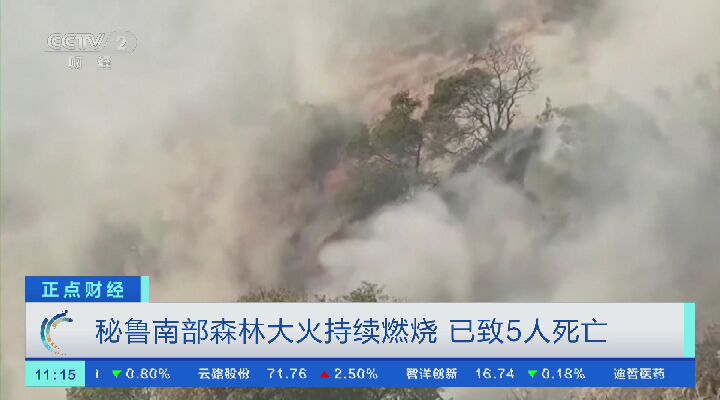 CCTV 2
财经
正点财经
秘鲁南部森林大火持续燃烧 已致5人死亡
11:15 ▼0.80% 云路股份 71.76 ▲2.50% 智洋创新 16.74 ▼0.18% 迪哲医药